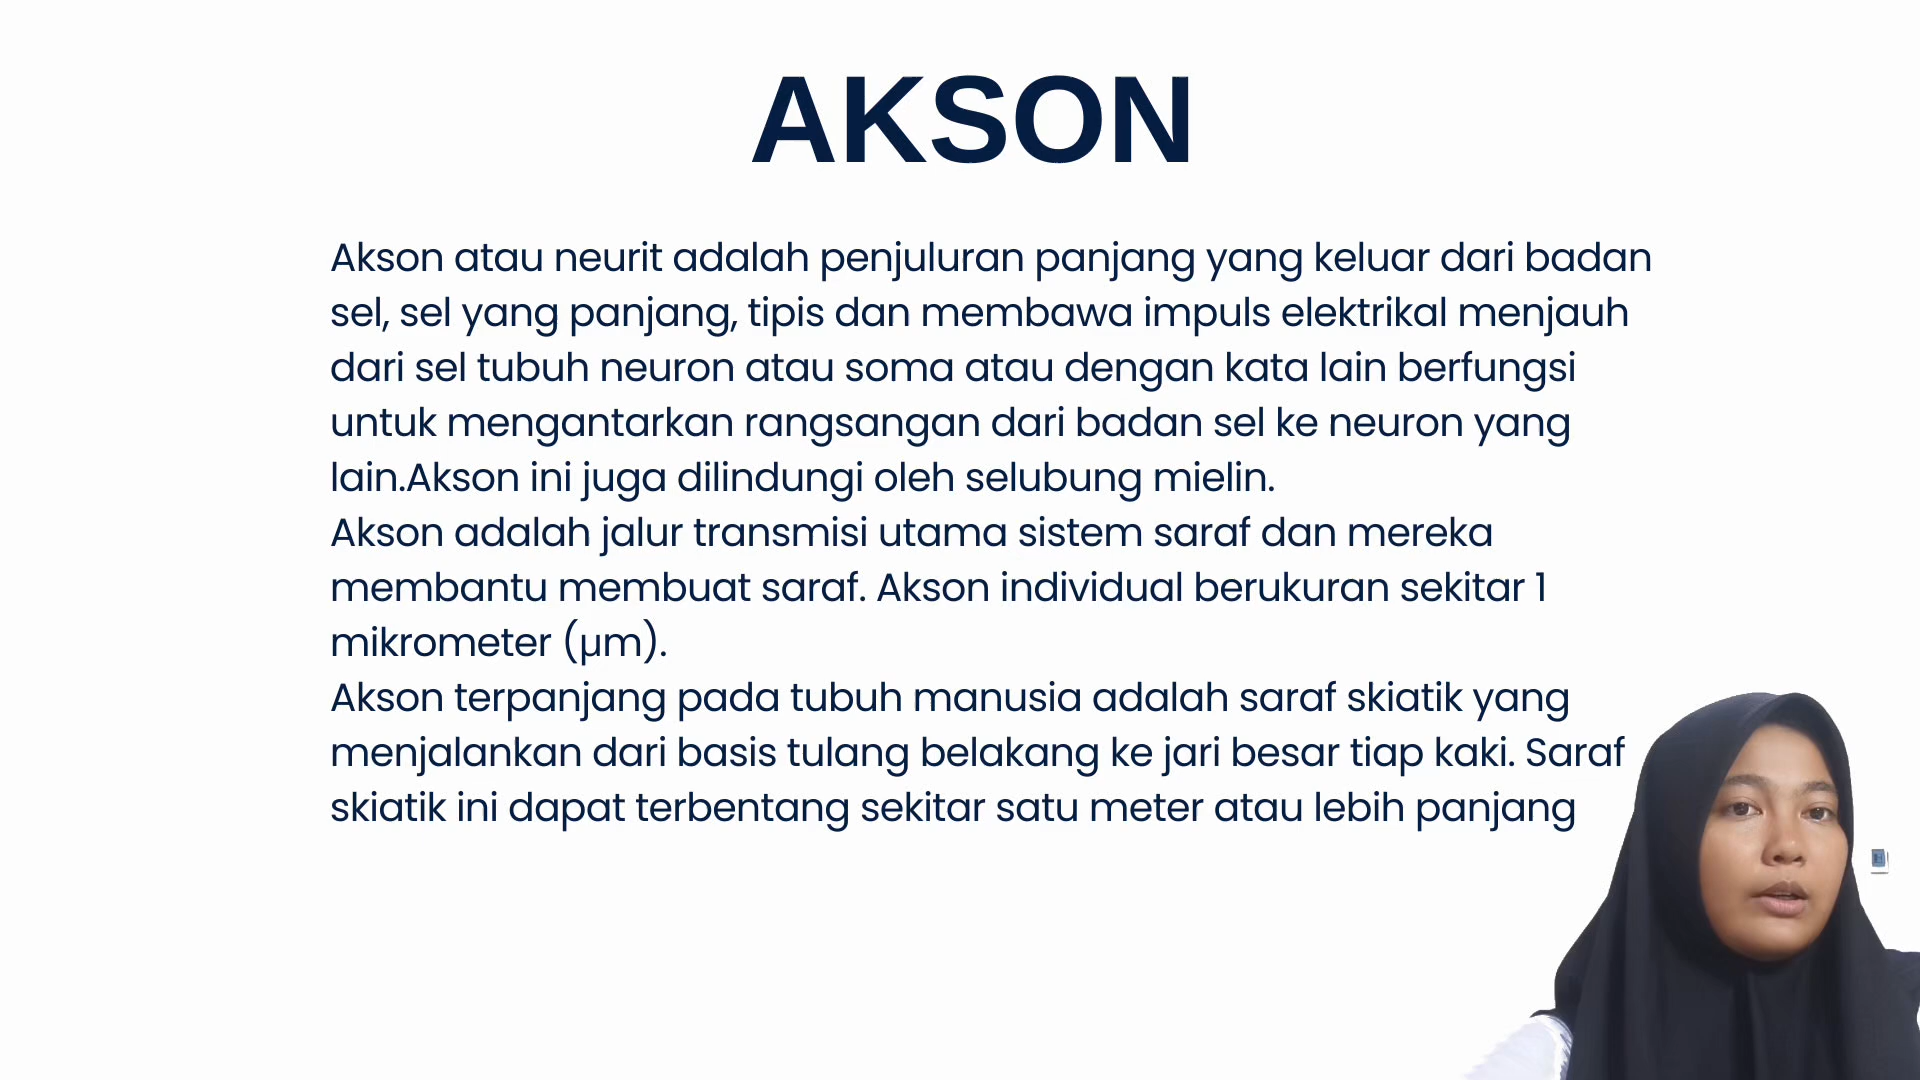 AKSON
Akson atau neurit adalah penjuluran panjang yang keluar dari badan
sel, sel yang panjang, tipis dan membawa impuls elektrikal menjauh
dari sel tubuh neuron atau soma atau dengan kata lain berfungsi
untuk mengantarkan rangsangan dari badan sel ke neuron yang
lain.Akson ini juga dilindungi oleh selubung mielin.
Akson adalah jalur transmisi utama sistem saraf dan mereka
membantu membuat saraf. Akson individual berukuran sekitar 1
mikrometer (µm).
Akson terpanjang pada tubuh manusia adalah saraf skiatik yang
menjalankan dari basis tulang belakang ke jari besar tiap kaki. Saraf
skiatik ini dapat terbentang sekitar satu meter atau lebih panjang